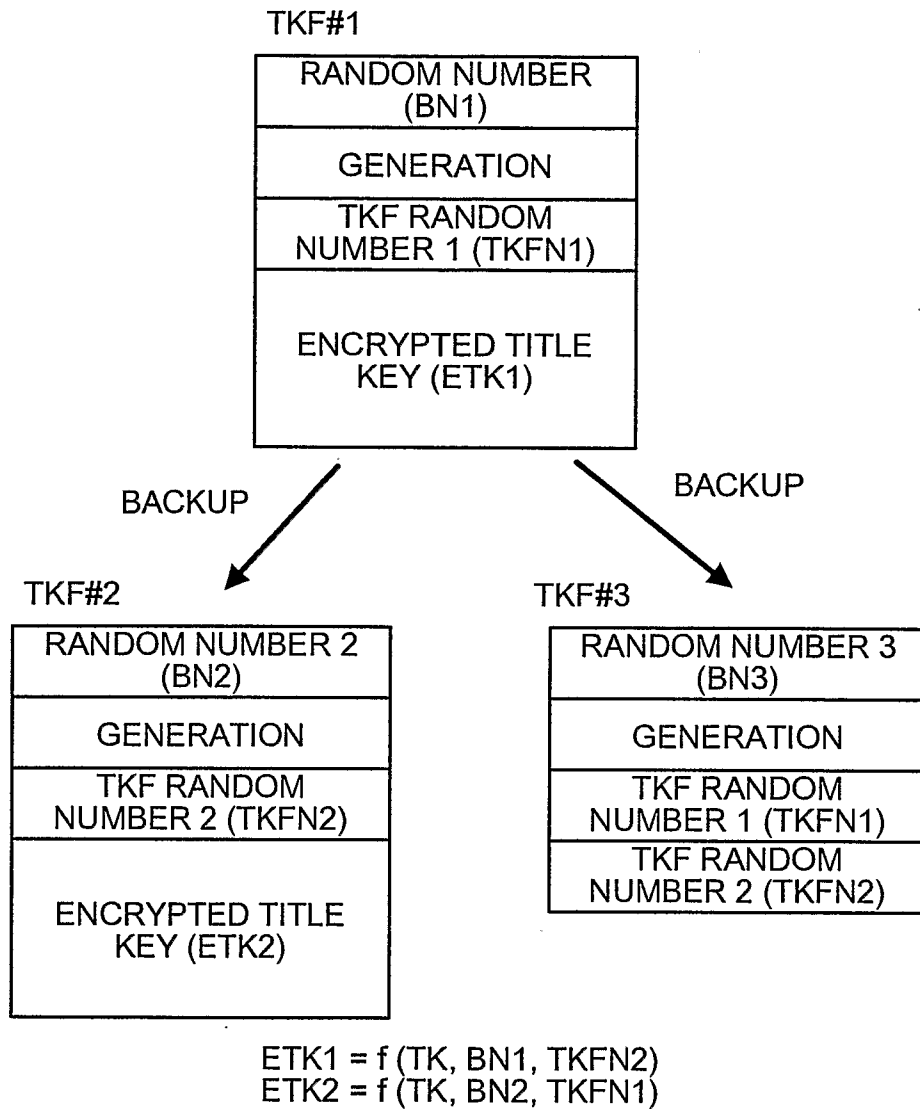 TKF#1
RANDOM NUMBER
(BN1)
GENERATION
TKF RANDOM
NUMBER 1 (TKFN1)
ENCRYPTED TITLE
KEY (ETK1)
BACKUP
BACKUP
TKF#2
RANDOM NUMBER 2
(BN2)
GENERATION
TKF RANDOM
NUMBER 2 (TKFN2)
ENCRYPTED TITLE
KEY (ETK2)
TKF#3
RANDOM NUMBER 3
(BN3)
GENERATION
TKF RANDOM
NUMBER 1 (TKFN1)
TKF RANDOM
NUMBER 2 (TKFN2)
ETK1 = f (TK, BN1, TKFN2)
ETK2 = f (TK, BN2, TKFN1)